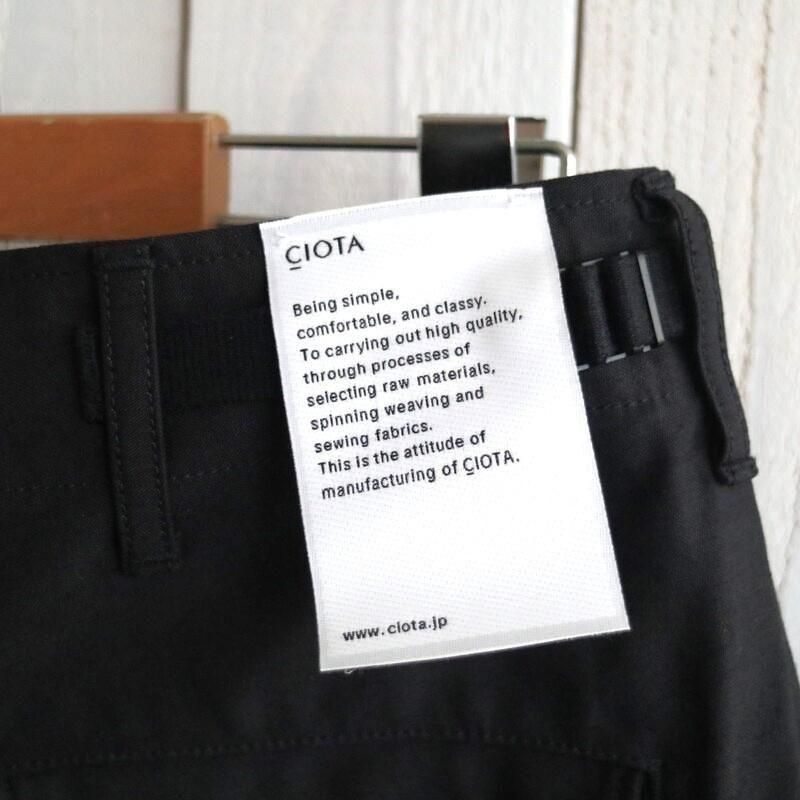 CIOTA
Being simple,
comfortable, and classy.
To carrying out high quality,
through processes of
selecting raw materials,
spinning weaving and
sewing fabrics.
This is the attitude of
manufacturing of CIOTA.
www.ciota.jp